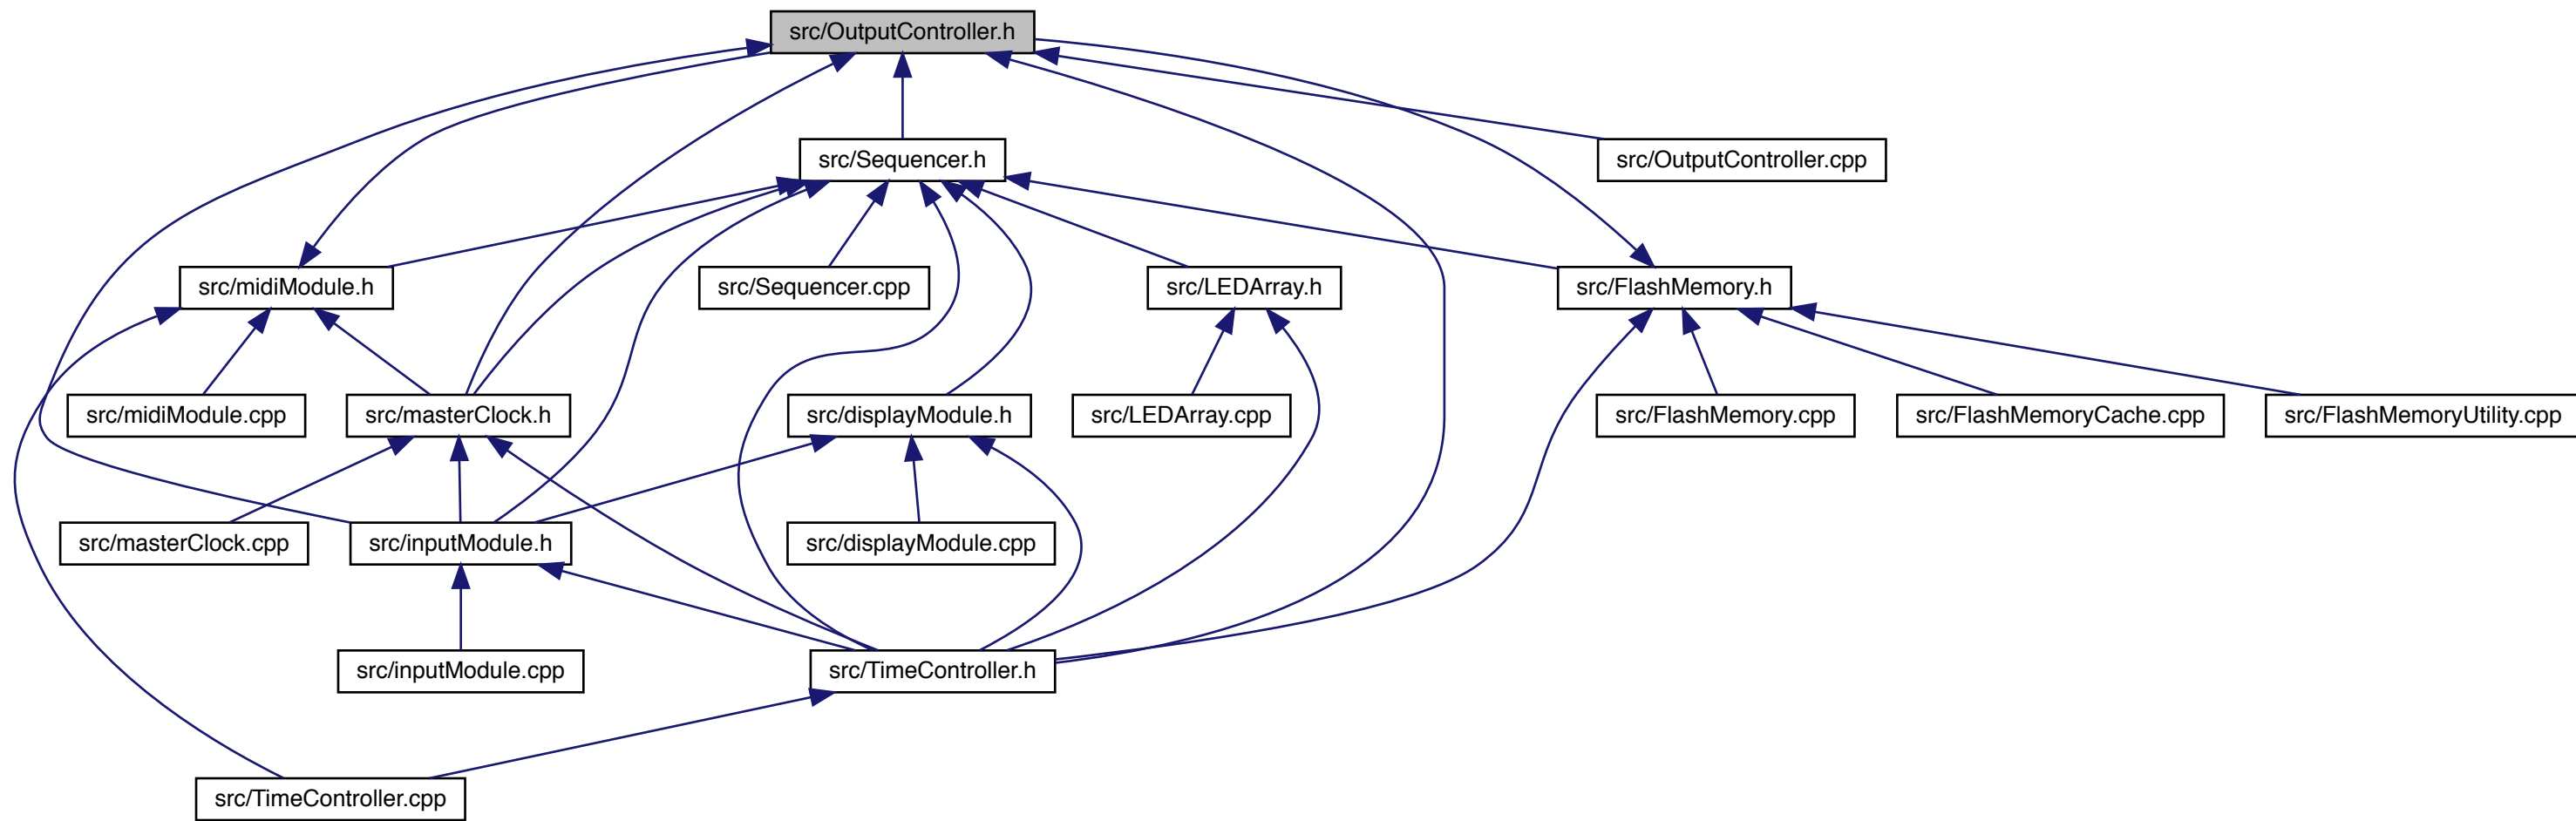 src/OutputController.h
src/Sequencer.h
src/OutputController.cpp
src/midiModule.h
src/Sequencer.cpp
src/LEDArray.h
src/FlashMemory.h
src/midiModule.cpp
src/masterClock.h
src/displayModule.h
src/LEDArray.cpp
src/FlashMemory.cpp
src/FlashMemoryCache.cpp
src/FlashMemoryUtility.cpp
src/masterClock.cpp
src/inputModule.h
src/displayModule.cpp
src/inputModule.cpp
src/TimeController.h
src/TimeController.cpp